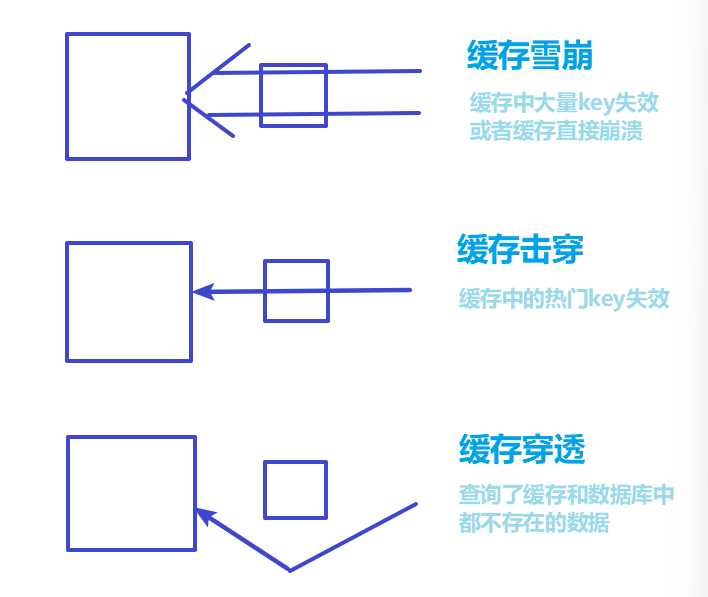 缓存雪崩
缓存中大量key失效
或者缓存直接崩溃
缓存击穿
缓存中的热门key失效
缓存穿透
查询了缓存和数据库中
都不存在的数据